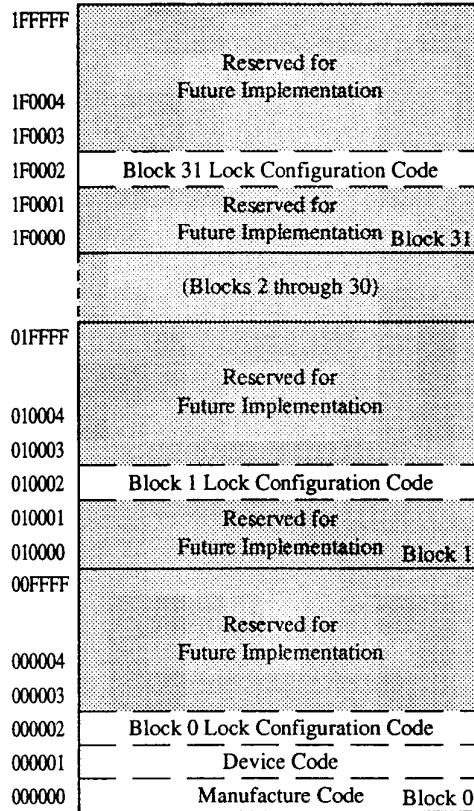 1FFFFF
Reserved for
Future Implementation
1F0004
1F0003
1F0002 Block 31 Lock Configuration Code
1F0001 Reserved for
1F0000 Future Implementation Block 31
(Blocks 2 through 30)
01FFFF
Reserved for
Future Implementation
010004
010003
010002 Block 1 Lock Configuration Code
010001 Reserved for
010000 Future Implementation Block 1
00FFFF
Reserved for
Future Implementation
000004
000003
000002 Block 0 Lock Configuration Code
000001 Device Code
000000 Manufacture Code Block 0